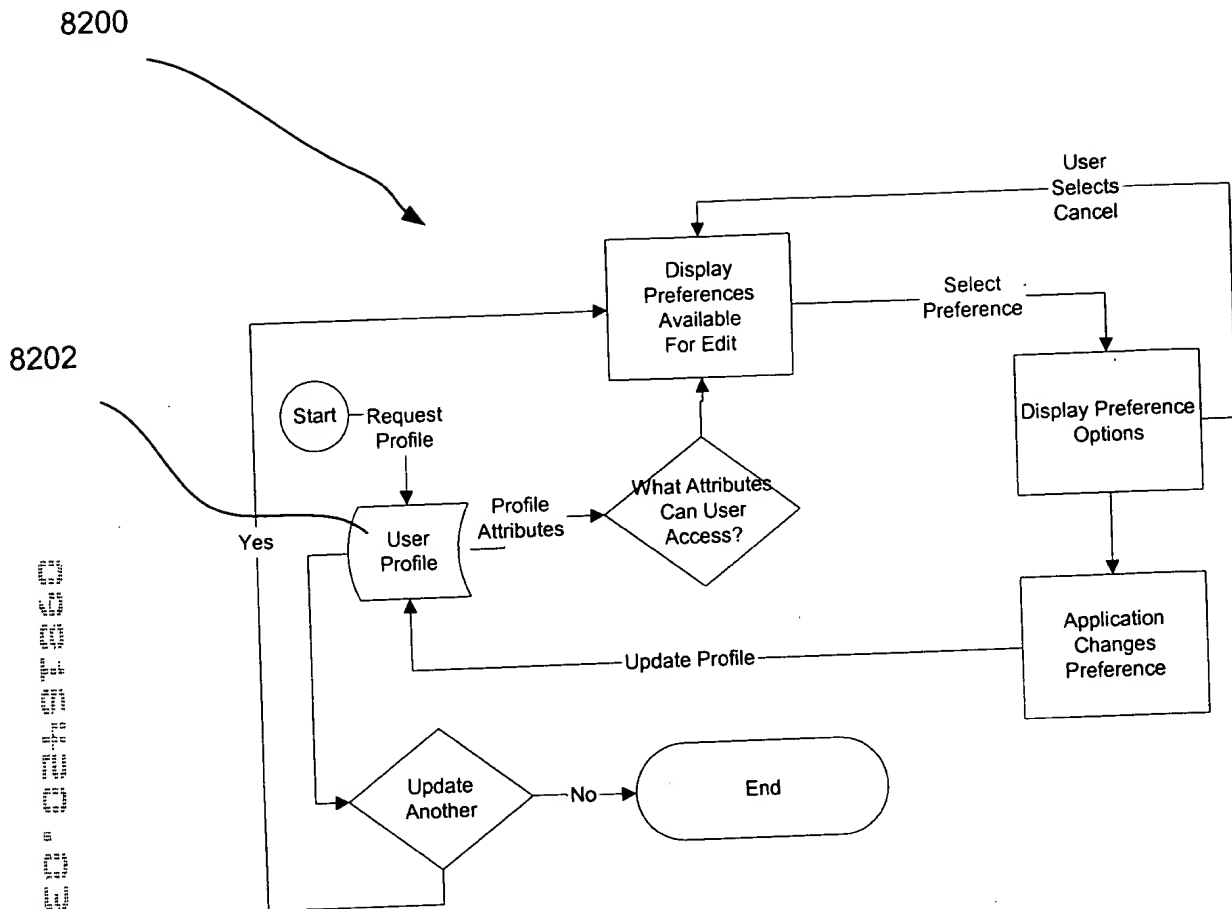 8200
User
Selects
Cancel
Display
Preferences
Available
For Edit
Select
Preference
8202
Start
Request
Profile
Display Preference
Options
What Attributes
Can User
Access?
Profile
Attributes
User
Profile
Yes
Application
Changes
Preference
Update Profile
Update
Another
No
End